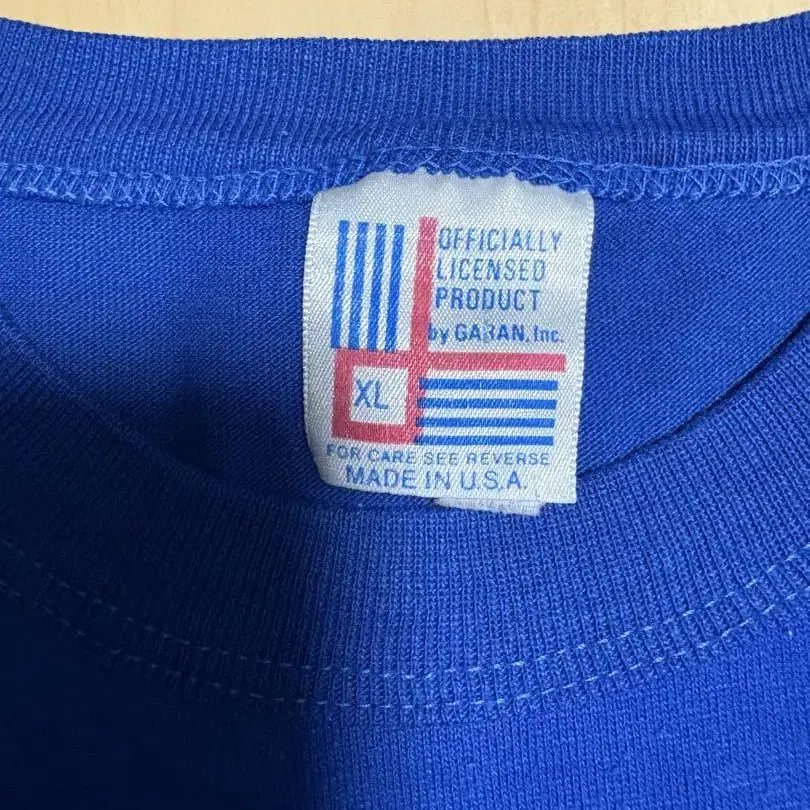 OFFICIALLY
LICENSED
PRODUCT
by GARAN, Inc.
XL
FOR CARE SEE REVERSE
MADE IN U.S.A.